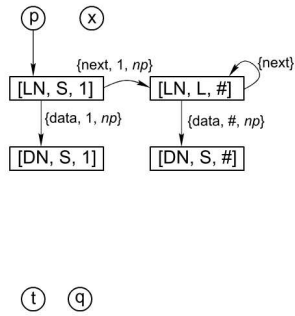 p x
{next, 1, np}
{next}
[LN, S, 1] [LN, L, #]
{data, 1, np} {data, #, np}
[DN, S, 1] [DN, S, #]
t q